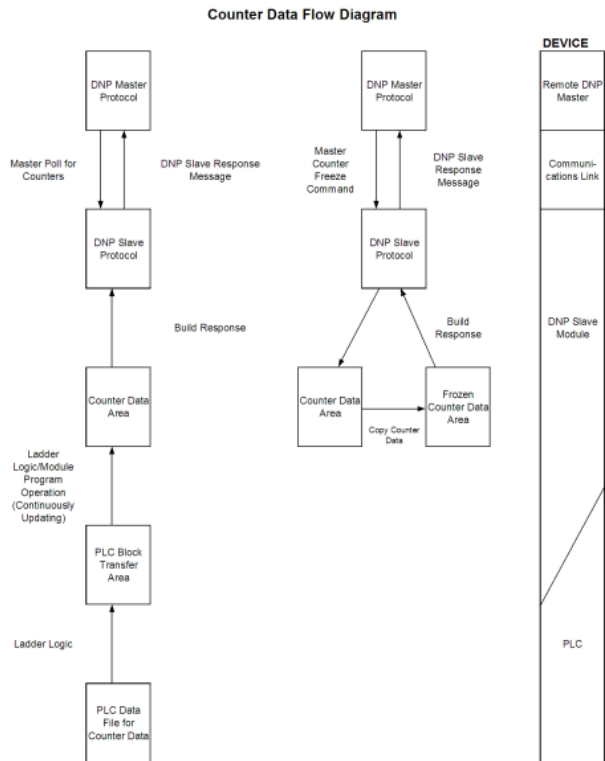 Counter Data Flow Diagram
DNP Master
Protocol
Master Poll for
Counters
DNP Slave Response
Message
DNP Slave
Protocol
Build Response
Counter Data
Area
Ladder
Logic/Module
Program
Operation
(Continuously
Updating)
PLC Block
Transfer
Area
Ladder Logic
PLC Data
File for
Counter Data
DNP Master
Protocol
Master
Counter
Freeze
Command
DNP Slave
Response
Message
DNP Slave
Protocol
Build
Response
Counter Data
Area
Copy Counter
Data
Frozen
Counter Data
Area
DEVICE
Remote DNP
Master
Communi-
cations Link
DNP Slave
Module
PLC